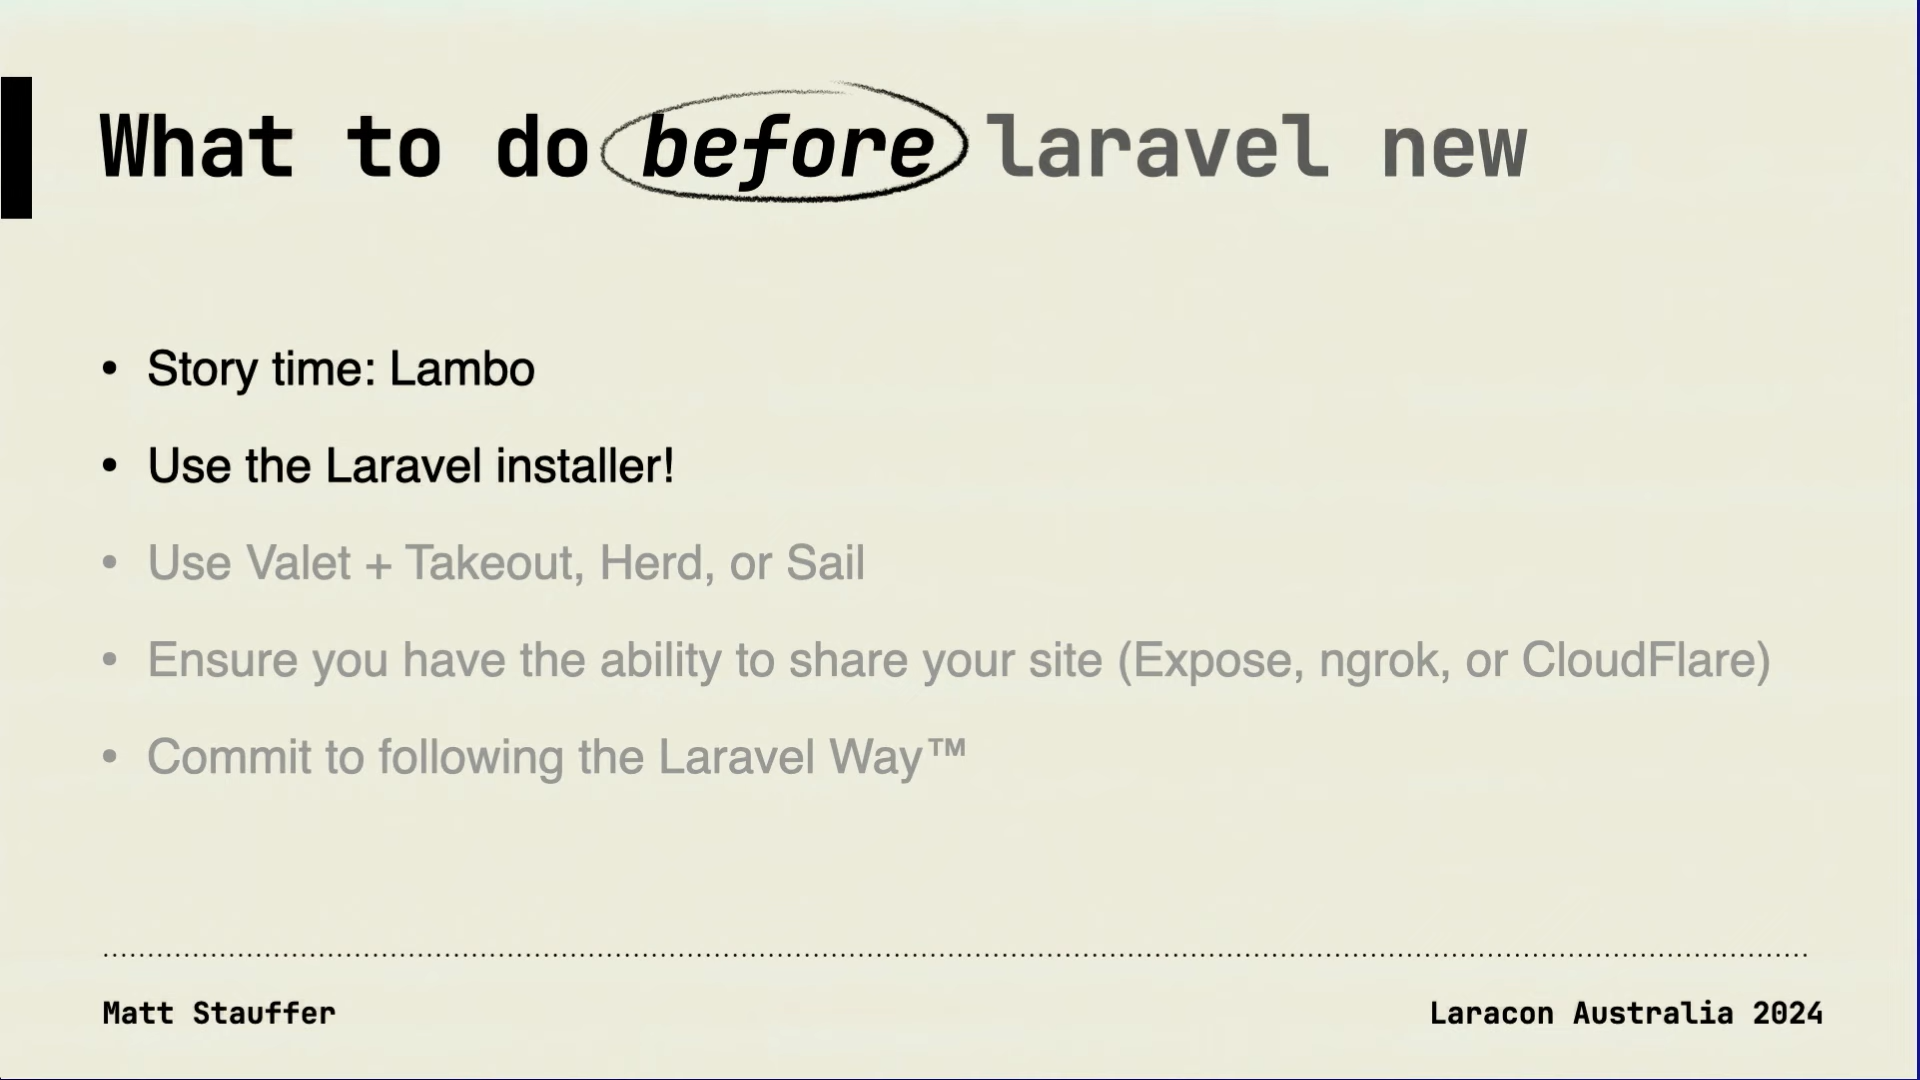 What to do before laravel new
• Story time: Lambo
• Use the Laravel installer!
• Use Valet + Takeout, Herd, or Sail
• Ensure you have the ability to share your site (Expose, ngrok, or CloudFlare)
• Commit to following the Laravel Way™
Matt Stauffer
Laracon Australia 2024